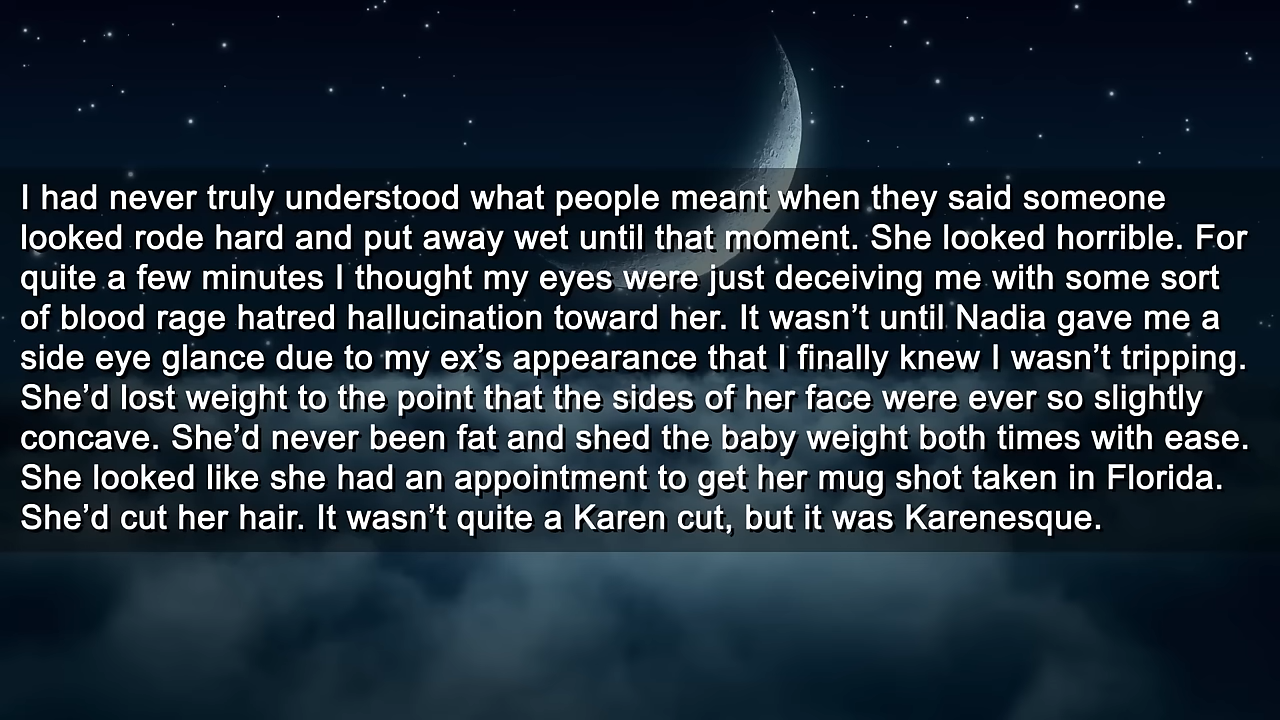 I had never truly understood what people meant when they said someone
looked rode hard and put away wet until that moment. She looked horrible. For
quite a few minutes I thought my eyes were just deceiving me with some sort
of blood rage hatred hallucination toward her. It wasn’t until Nadia gave me a
side eye glance due to my ex’s appearance that I finally knew I wasn’t tripping.
She’d lost weight to the point that the sides of her face were ever so slightly
concave. She’d never been fat and shed the baby weight both times with ease.
She looked like she had an appointment to get her mug shot taken in Florida.
She’d cut her hair. It wasn’t quite a Karen cut, but it was Karenesque.